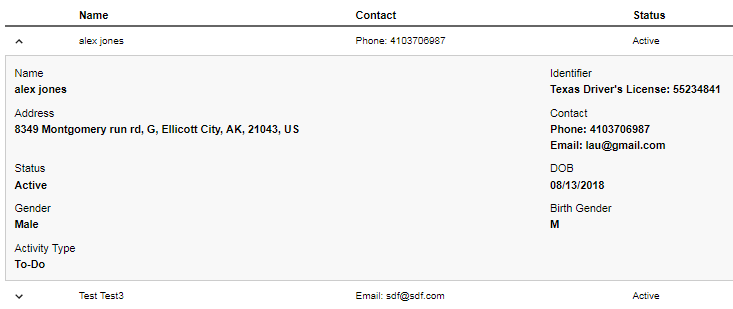 Name Contact Status
alex jones Phone: 4103706987 Active
Name Identifier
alex jones Texas Driver's License: 55234841
Address Contact
8349 Montgomery run rd, G, Ellicott City, AK, 21043, US Phone: 4103706987
Email: lau@gmail.com
Status DOB
Active 08/13/2018
Gender Birth Gender
Male M
Activity Type
To-Do
Test Test3 Email: sdf@sdf.com Active